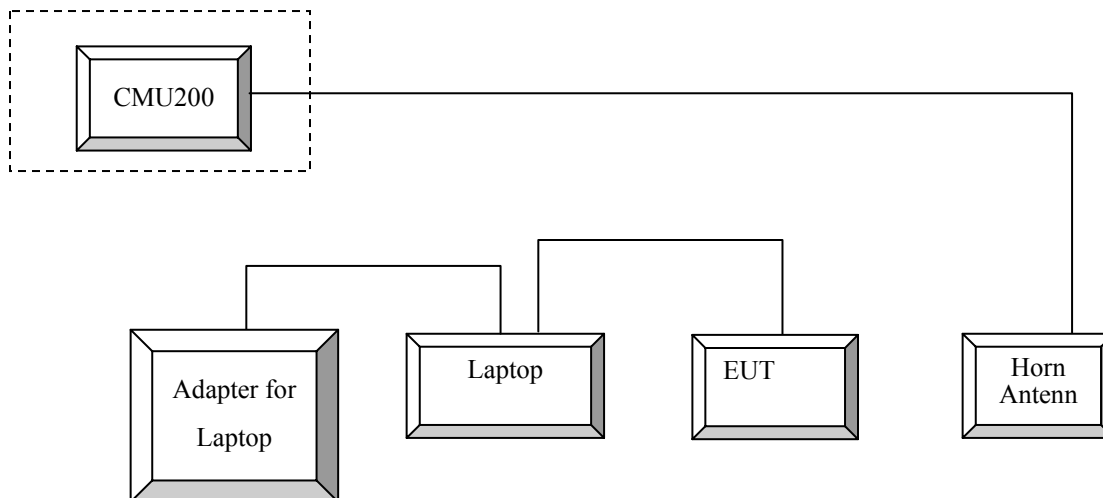 CMU200
Adapter for
Laptop
Laptop
EUT
Horn
Antenn